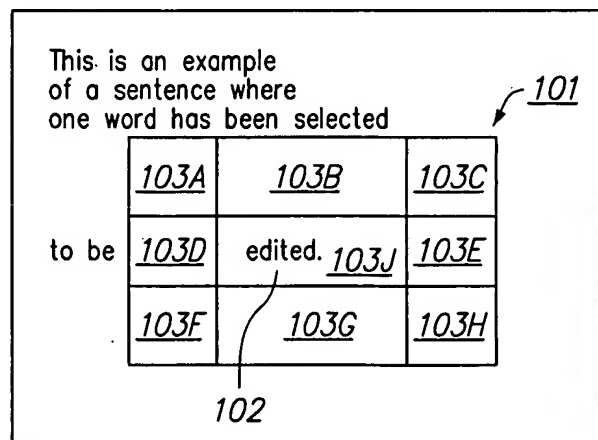 This is an example
of a sentence where
one word has been selected
101
103A 103B 103C
to be 103D edited. 103J 103E
103F 103G 103H
102